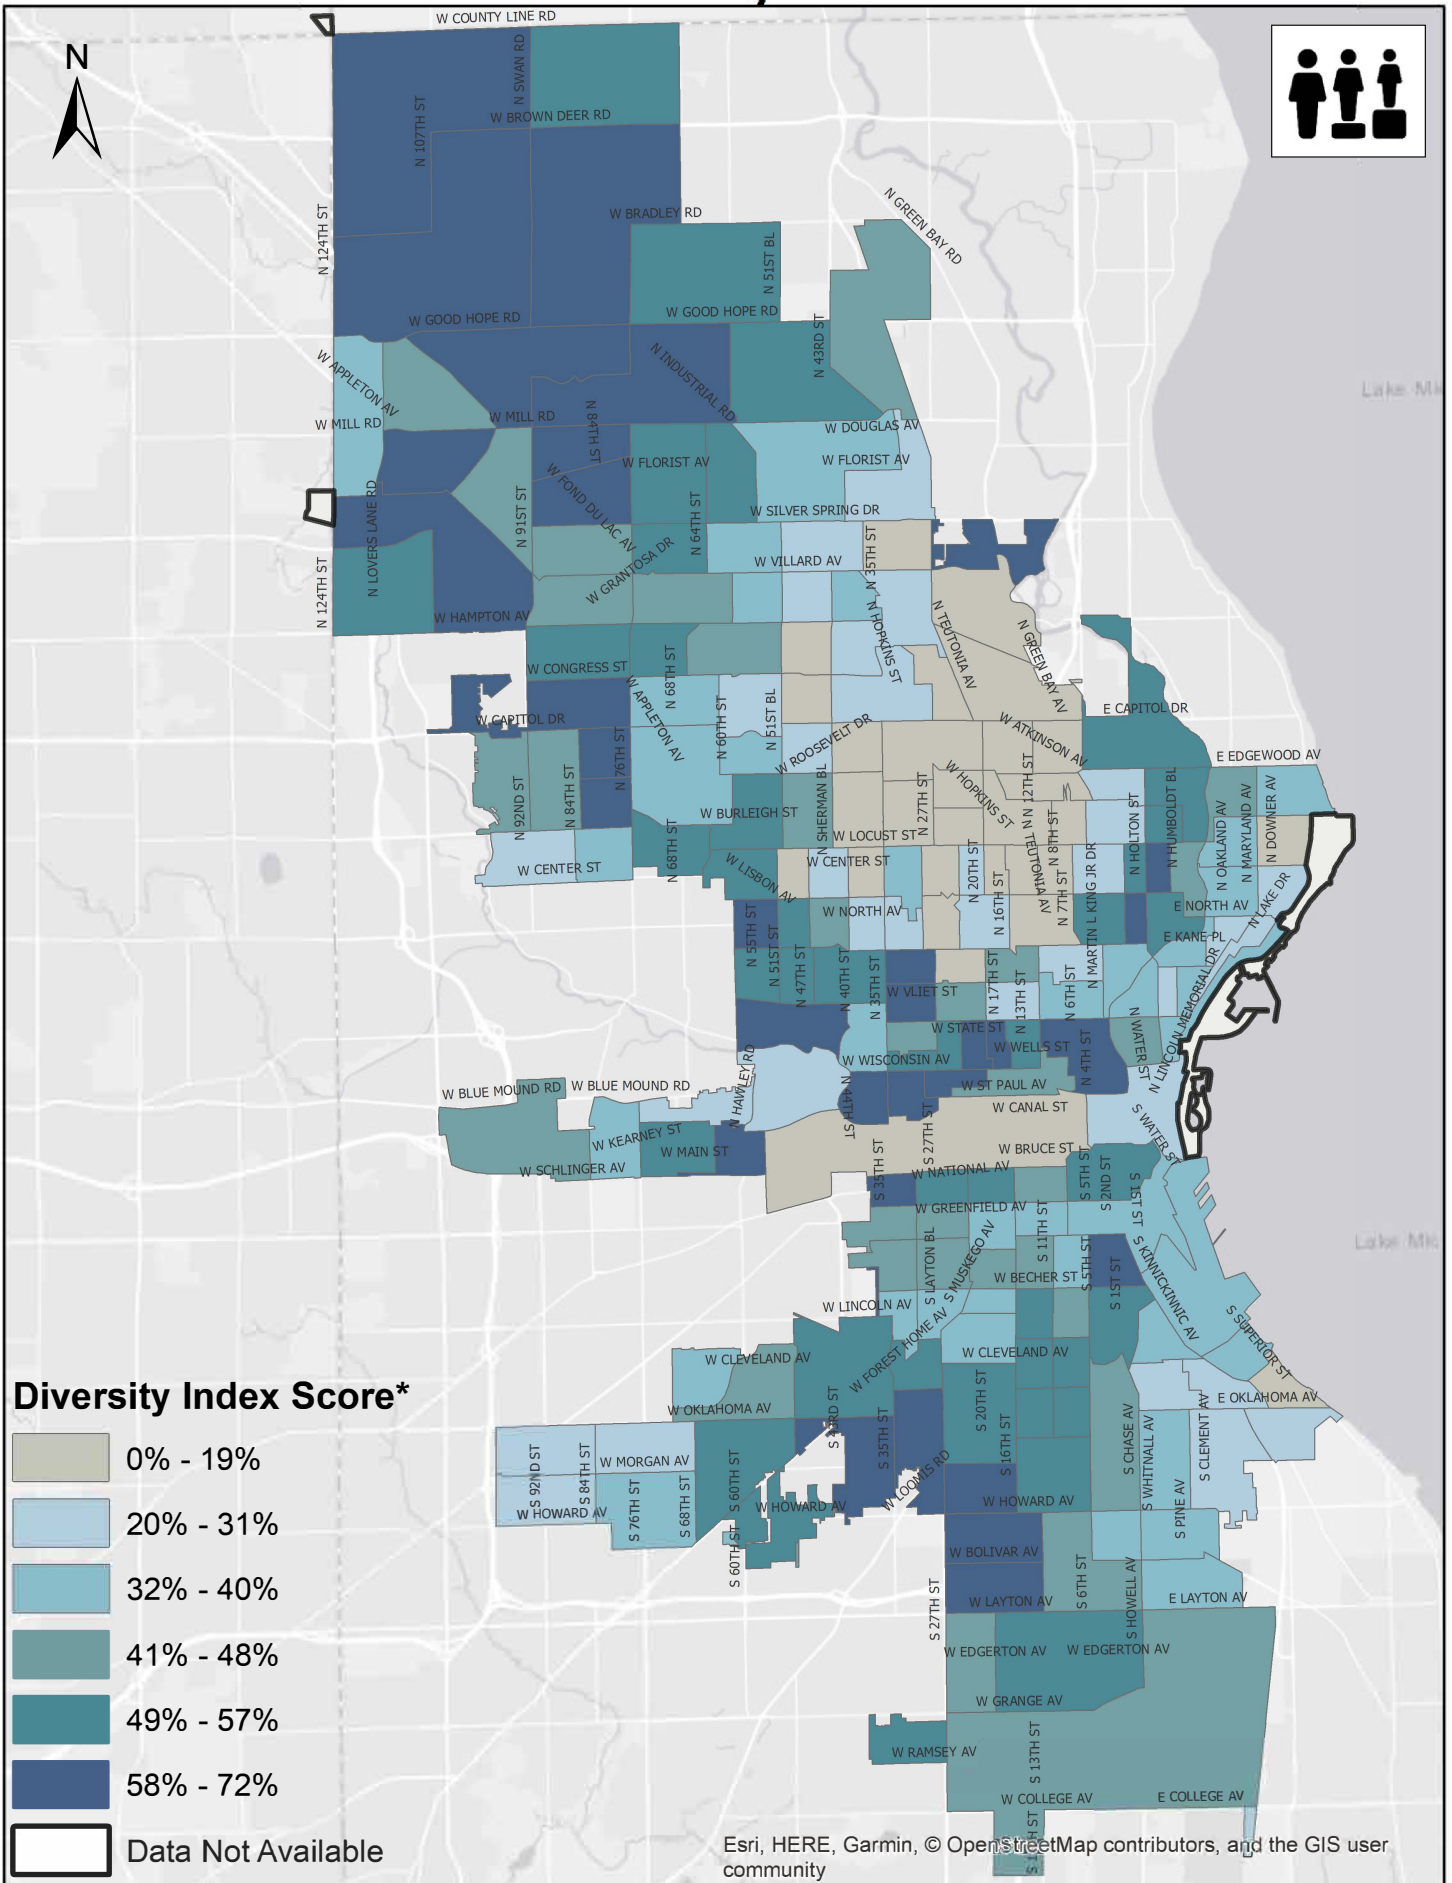 W COUNTY LINE RD
N
N SWAN RD
N 107TH ST
W BROWN DEER RD
N GREEN BAY RD
W BRADLEY RD
N 124TH ST
N 51ST BL
W GOOD HOPE RD
W GOOD HOPE RD
N 43RD ST
W APPLETON AV
N INDUSTRIAL RD
Lake Mi
W MILL RD
W MILL RD
N 84TH ST
W DOUGLAS AV
W FLORIST AV
W FLORIST AV
W FOND DU LAC AV
N LOVERS LANE RD
N 91ST ST
N 64TH ST
W SILVER SPRING DR
W VILLARD AV
N 35TH ST
W GRANTOSA DR
N 124TH ST
W HAMPTON AV
N HOPKINS ST
N TEUTONIA AV
N GREEN BAY AV
W CONGRESS ST
N 68TH ST
W APPLETON AV
N 60TH ST
N 51ST BL
W CAPITOL DR
E CAPITOL DR
W ROOSEVELT DR
W ATKINSON AV
N 76TH ST
E EDGEWOOD AV
W HOPKINS ST
N 12TH ST
N 92ND ST
N 84TH ST
W BURLEIGH ST
N SHERMAN BL
N 27TH ST
W LOCUST ST
N TEUTONIA AV
N 8TH ST
N HOLTON ST
N HUMBOLDT BL
N OAKLAND AV
N MARYLAND AV
N DOWNER AV
W CENTER ST
N 68TH ST
W LISBON AV
W CENTER ST
N 20TH ST
N 16TH ST
N 7TH ST
N MARTIN L KING JR DR
N LAKE DR
W NORTH AV
E NORTH AV
E KANE PL
N 55TH ST
N 51ST ST
N 47TH ST
N 40TH ST
N 35TH ST
W VLIET ST
N 17TH ST
N 13TH ST
N 6TH ST
N LINCOLN MEMORIAL DR
N WATER ST
W STATE ST
W WELLS ST
N 4TH ST
W WISCONSIN AV
W BLUE MOUND RD
W BLUE MOUND RD
N HAWLEY RD
N 44TH ST
W ST PAUL AV
W CANAL ST
S WATER ST
W KEARNEY ST
W MAIN ST
W SCHLINGER AV
S 35TH ST
S 27TH ST
W BRUCE ST
W NATIONAL AV
S 5TH ST
S 2ND ST
S 1ST ST
W GREENFIELD AV
S LAYTON BL
S MUSKEGO AV
S 11TH ST
W BECHER ST
S 5TH ST
S 1ST ST
S KINNICKINNIC AV
Lake Mic
W LINCOLN AV
W FOREST HOME AV
S SUPERIOR ST
W CLEVELAND AV
W CLEVELAND AV
W OKLAHOMA AV
E OKLAHOMA AV
S 43RD ST
S 35TH ST
S 20TH ST
S 16TH ST
S CHASE AV
S WHITNALL AV
S CLEMENT AV
S PINE AV
S 92ND ST
S 84TH ST
W MORGAN AV
S 76TH ST
S 68TH ST
S 60TH ST
W LOOMIS RD
W HOWARD AV
W HOWARD AV
W HOWARD AV
S 60TH ST
W BOLIVAR AV
S 27TH ST
W LAYTON AV
S 6TH ST
S HOWELL AV
E LAYTON AV
W EDGERTON AV
W EDGERTON AV
W GRANGE AV
W RAMSEY AV
S 13TH ST
W COLLEGE AV
E COLLEGE AV
Diversity Index Score*
0% - 19%
20% - 31%
32% - 40%
41% - 48%
49% - 57%
58% - 72%
Data Not Available
Esri, HERE, Garmin, © OpenStreetMap contributors, and the GIS user
community